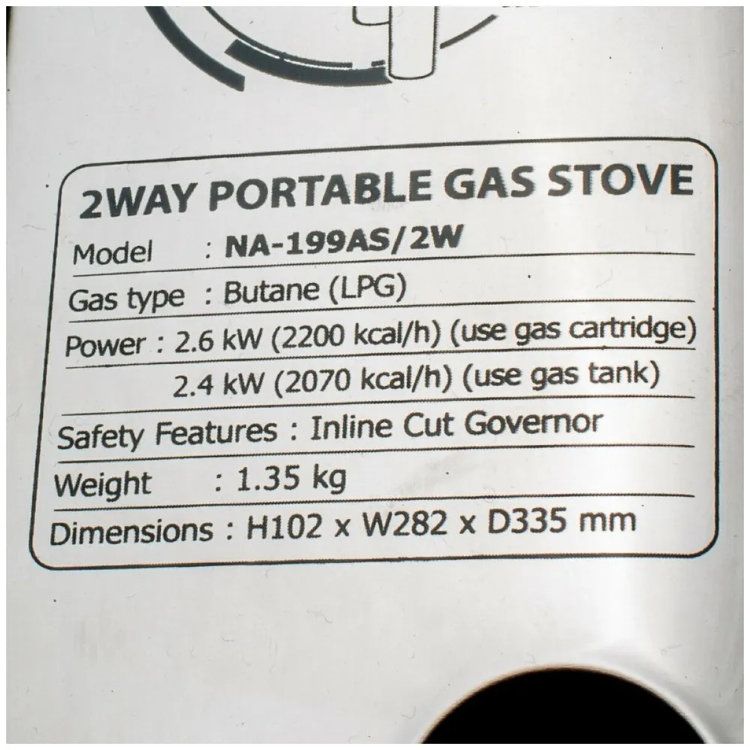 2WAY PORTABLE GAS STOVE
Model : NA-199AS/2W
Gas type : Butane (LPG)
Power : 2.6 kW (2200 kcal/h) (use gas cartridge)
2.4 kW (2070 kcal/h) (use gas tank)
Safety Features : Inline Cut Governor
Weight : 1.35 kg
Dimensions : H102 x W282 x D335 mm